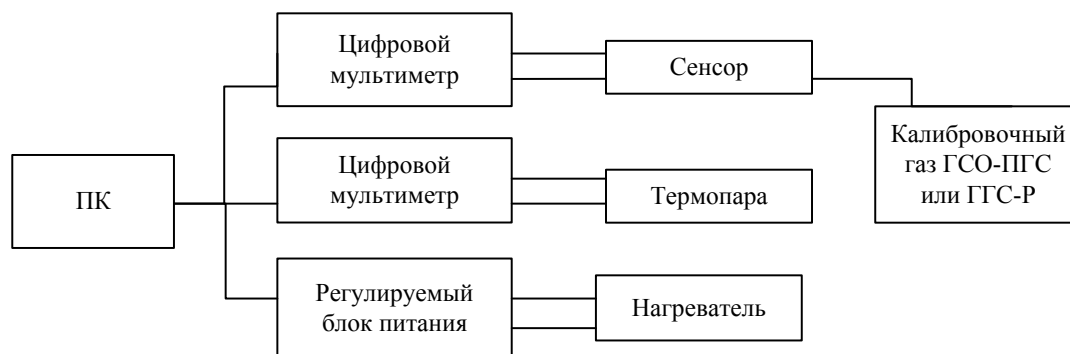 Цифровой
мультиметр
Сенсор
Калибровочный
газ ГСО-ПГС
или ГГС-Р
ПК
Цифровой
мультиметр
Термопара
Регулируемый
блок питания
Нагреватель